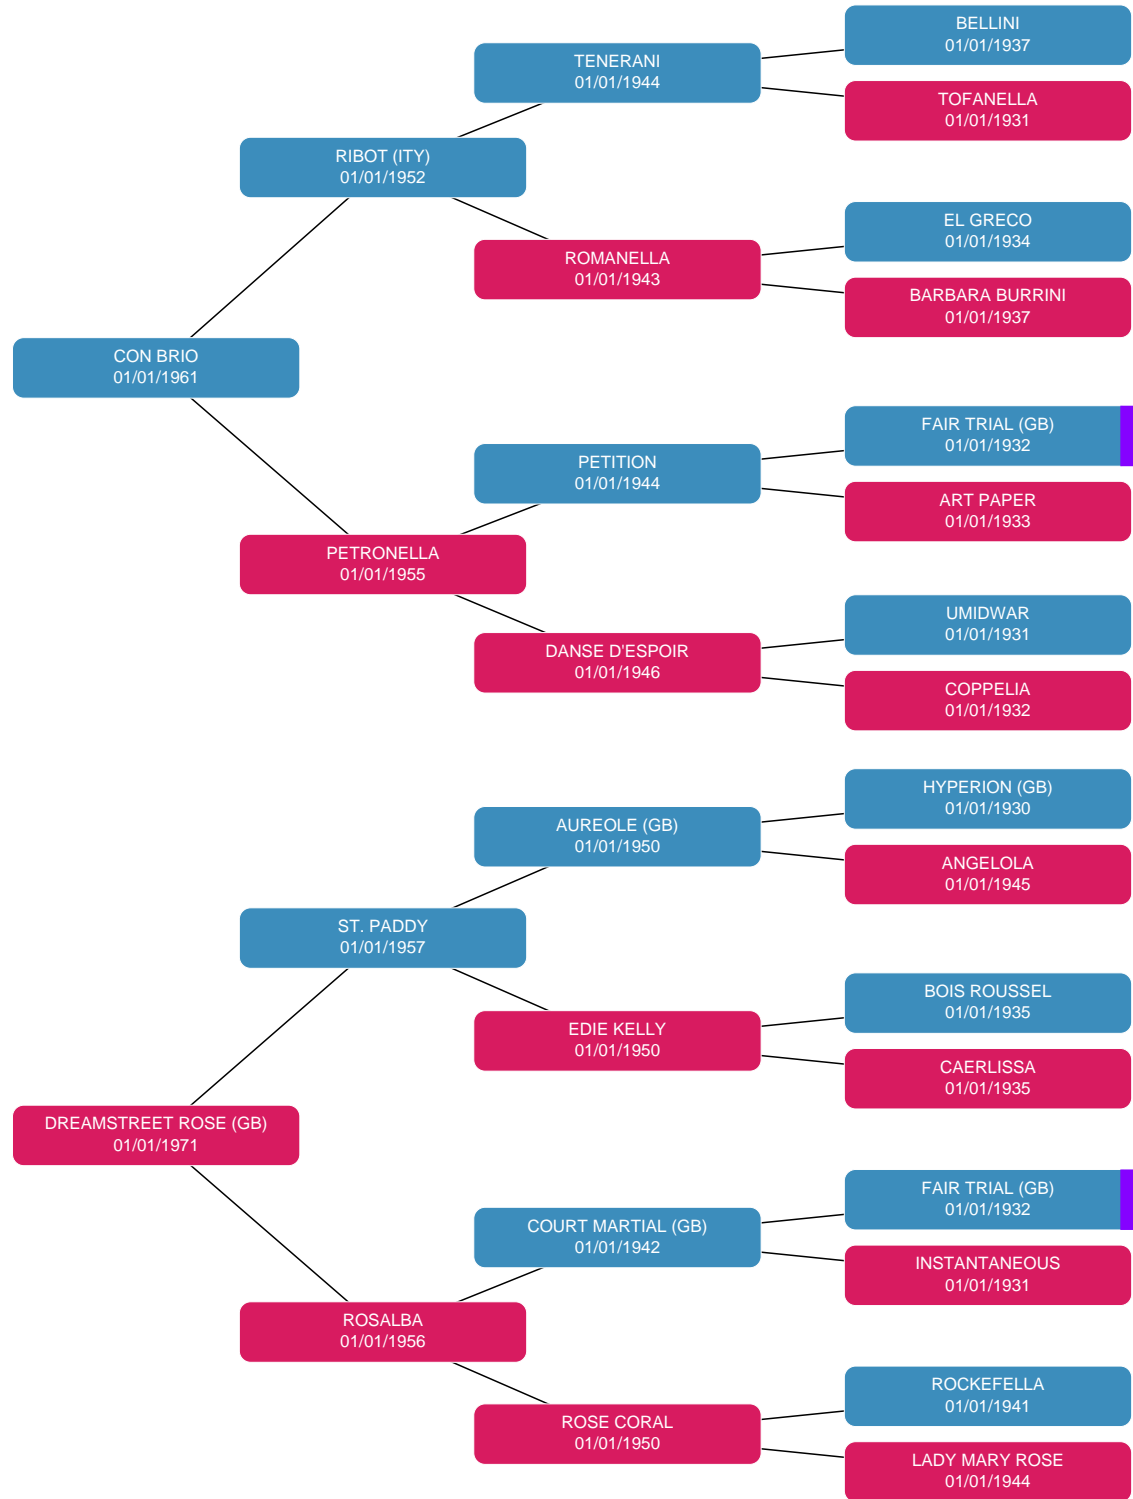 BELLINI
01/01/1937
TENERANI
01/01/1944
TOFANELLA
01/01/1931
RIBOT (ITY)
01/01/1952
EL GRECO
01/01/1934
ROMANELLA
01/01/1943
BARBARA BURRINI
01/01/1937
CON BRIO
01/01/1961
FAIR TRIAL (GB)
01/01/1932
PETITION
01/01/1944
ART PAPER
01/01/1933
PETRONELLA
01/01/1955
UMIDWAR
01/01/1931
DANSE D'ESPOIR
01/01/1946
COPPELIA
01/01/1932
HYPERION (GB)
01/01/1930
AUREOLE (GB)
01/01/1950
ANGELOLA
01/01/1945
ST. PADDY
01/01/1957
BOIS ROUSSEL
01/01/1935
EDIE KELLY
01/01/1950
CAERLISSA
01/01/1935
DREAMSTREET ROSE (GB)
01/01/1971
FAIR TRIAL (GB)
01/01/1932
COURT MARTIAL (GB)
01/01/1942
INSTANTANEOUS
01/01/1931
ROSALBA
01/01/1956
ROCKEFELLA
01/01/1941
ROSE CORAL
01/01/1950
LADY MARY ROSE
01/01/1944